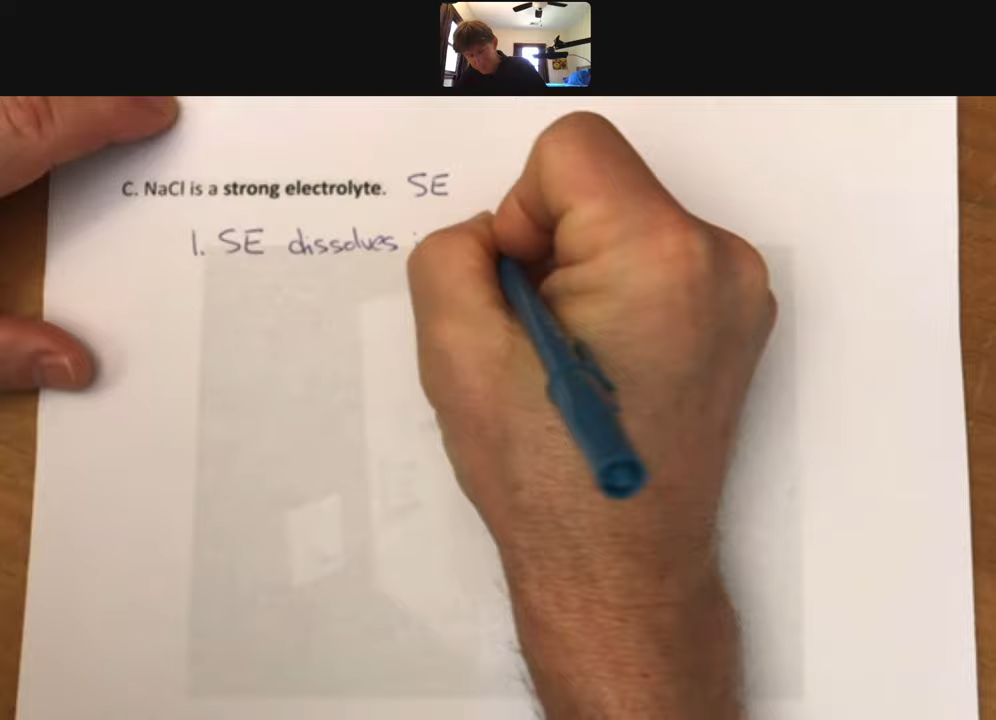 C. NaCl is a strong electrolyte. SE
1. SE dissolves